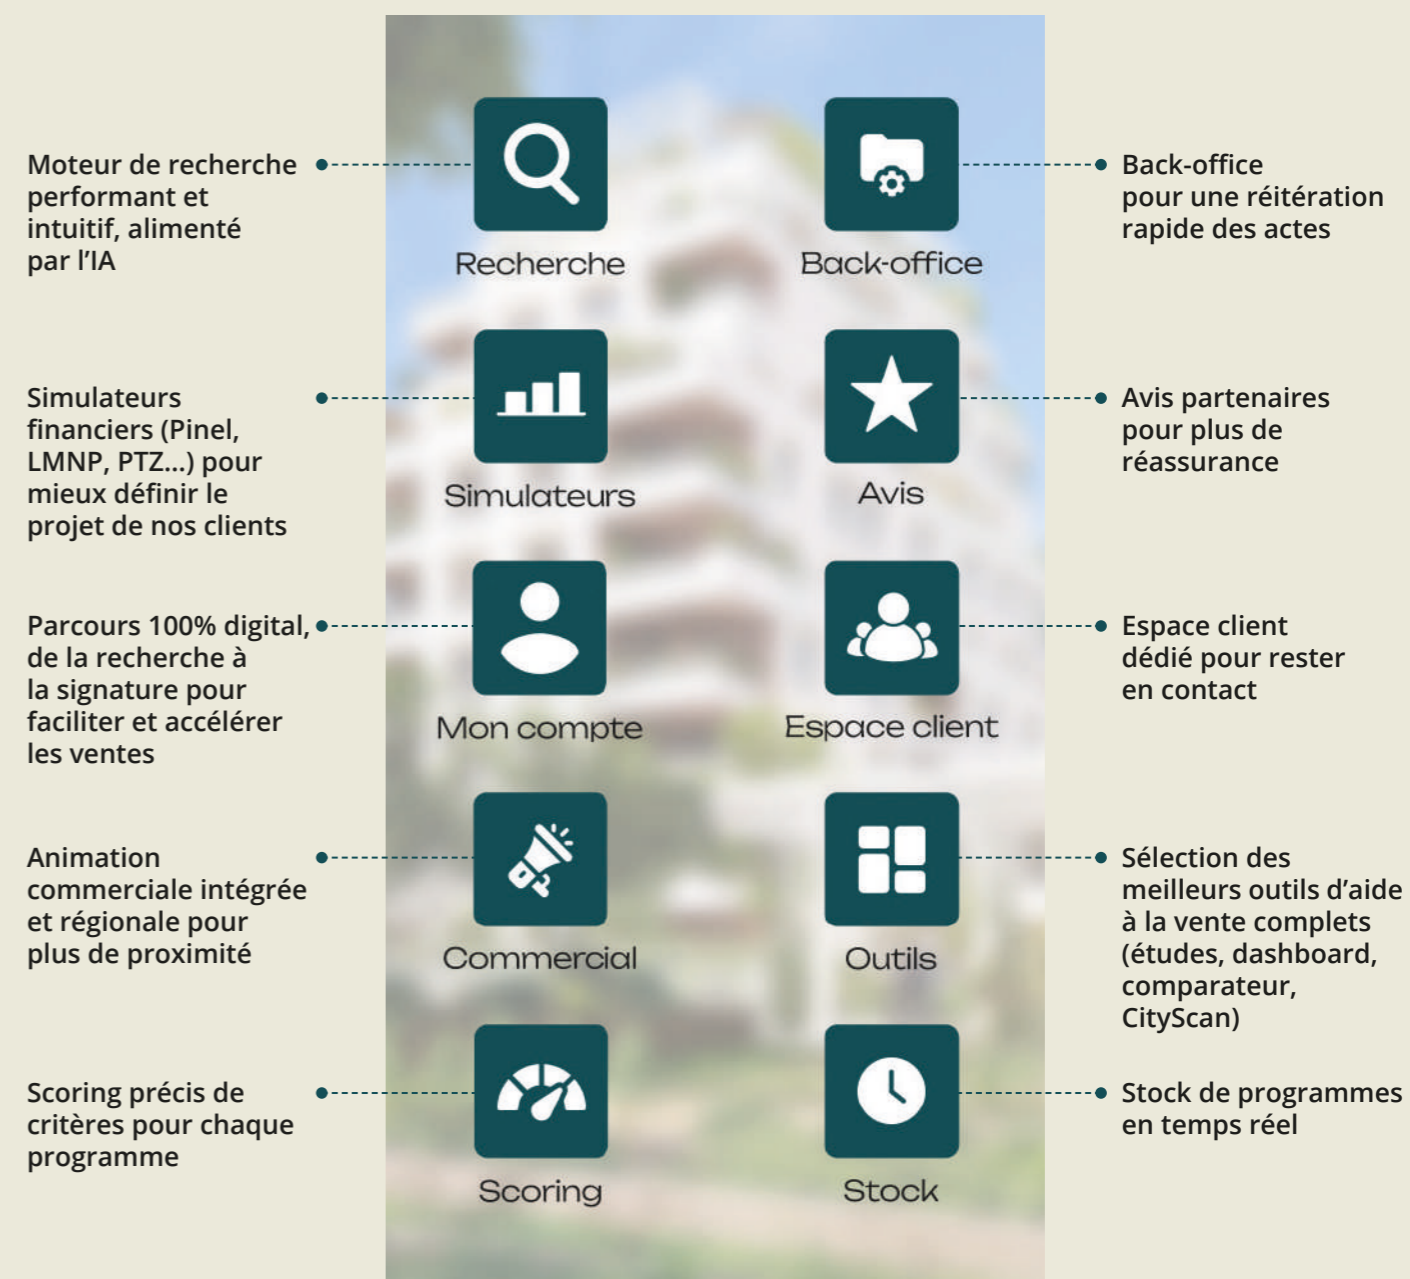 Moteur de recherche
performant et
intuitif, alimenté
par l’IA
Recherche
Back-office
Back-office
pour une réitération
rapide des actes
Simulateurs
financiers (Pinel,
LMNP, PTZ...) pour
mieux définir le
projet de nos clients
Simulateurs
Avis
Avis partenaires
pour plus de
réassurance
Parcours 100% digital,
de la recherche à
la signature pour
faciliter et accélérer
les ventes
Mon compte
Espace client
Espace client
dédié pour rester
en contact
Animation
commerciale intégrée
et régionale pour
plus de proximité
Commercial
Outils
Sélection des
meilleurs outils d’aide
à la vente complets
(études, dashboard,
comparateur,
CityScan)
Scoring précis de
critères pour chaque
programme
Scoring
Stock
Stock de programmes
en temps réel